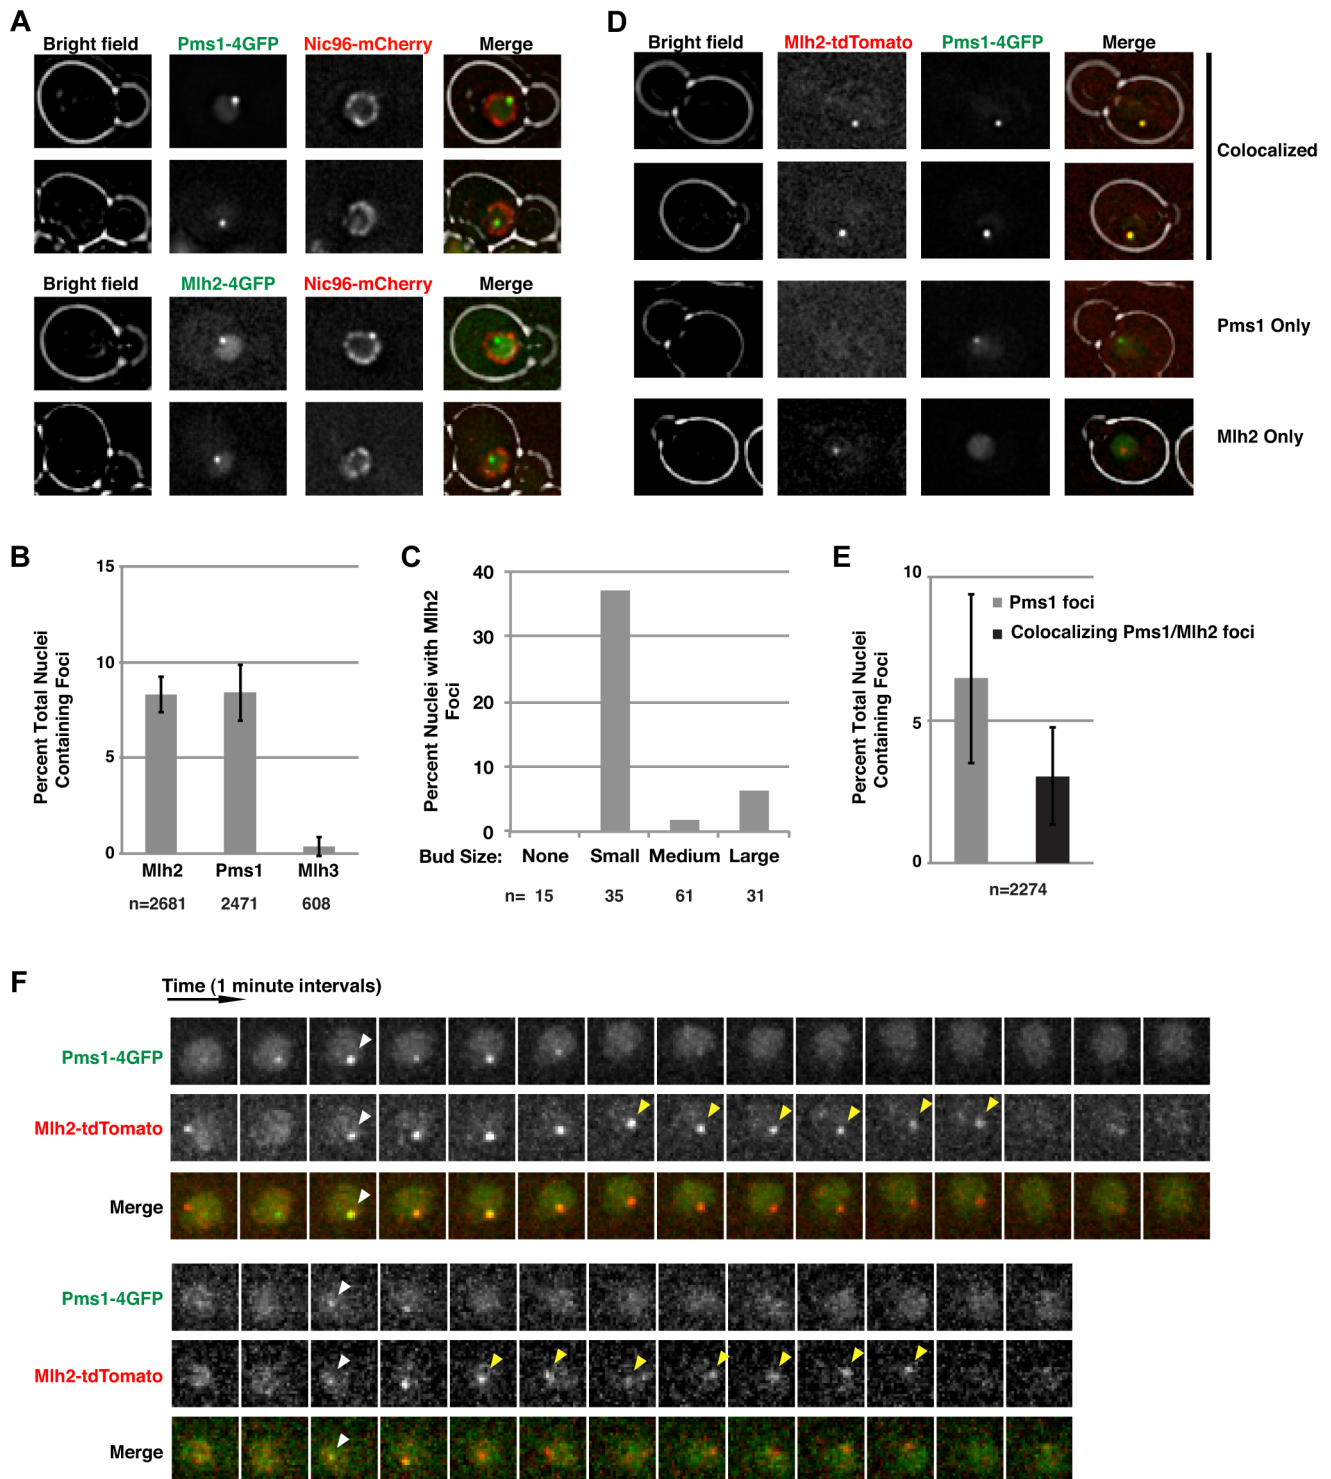 A
Bright field Pms1-4GFP Nic96-mCherry Merge
Bright field Mlh2-4GFP Nic96-mCherry Merge
D
Bright field Mlh2-tdTomato Pms1-4GFP Merge
Colocalized
Pms1 Only
Mlh2 Only
B
Percent Total Nuclei
Containing Foci
15
10
5
0
Mlh2 Pms1 Mlh3
n=2681 2471 608
C
Percent Nuclei with Mlh2
Foci
40
30
20
10
0
Bud Size: None Small Medium Large
n= 15 35 61 31
E
Percent Total Nuclei
Containing Foci
10
5
0
Pms1 foci
Colocalizing Pms1/Mlh2 foci
n=2274
F
Time (1 minute intervals)
Pms1-4GFP
Mlh2-tdTomato
Merge
Pms1-4GFP
Mlh2-tdTomato
Merge